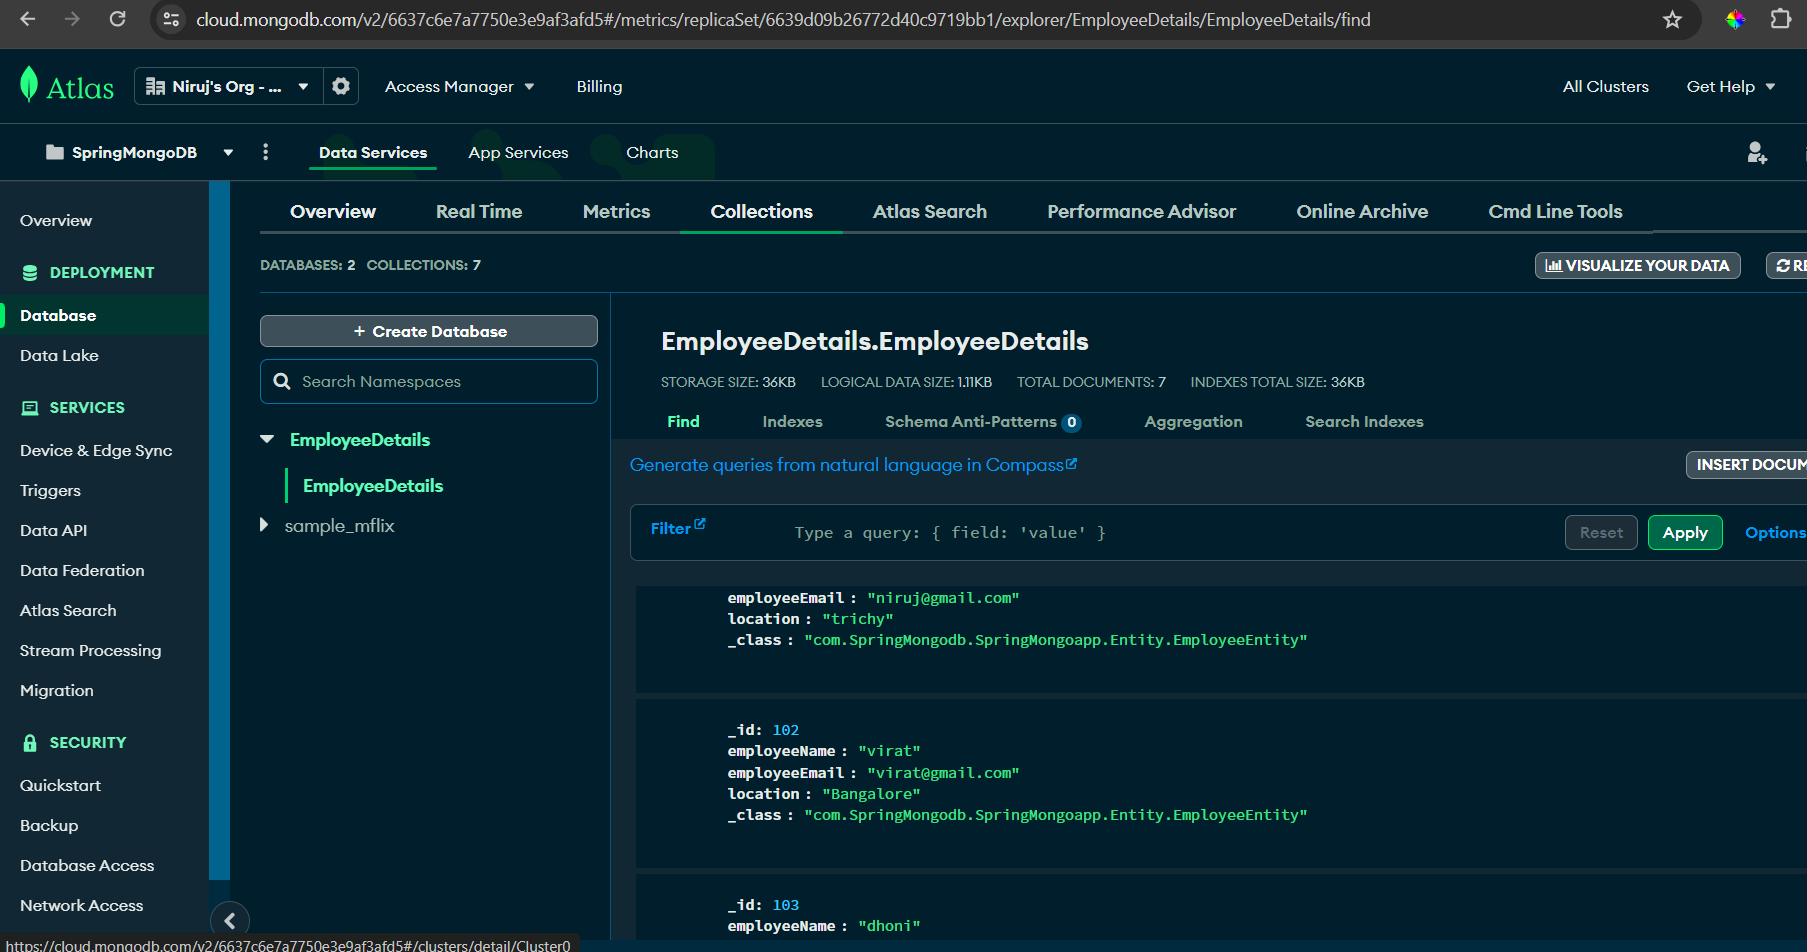 cloud.mongodb.com/v2/6637c6e7a7750e3e9af3afd5#/metrics/replicaSet/6639d09b26772d40c9719bb1/explorer/EmployeeDetails/EmployeeDetails/find
Atlas
Niruj's Org - ...
Access Manager
Billing
All Clusters
Get Help
SpringMongoDB
Data Services
App Services
Charts
Overview
DEPLOYMENT
Database
Data Lake
SERVICES
Device & Edge Sync
Triggers
Data API
Data Federation
Atlas Search
Stream Processing
Migration
SECURITY
Quickstart
Backup
Database Access
Network Access
Overview
Real Time
Metrics
Collections
Atlas Search
Performance Advisor
Online Archive
Cmd Line Tools
DATABASES: 2 COLLECTIONS: 7
VISUALIZE YOUR DATA
RE
+ Create Database
Search Namespaces
EmployeeDetails
EmployeeDetails
sample_mflix
EmployeeDetails.EmployeeDetails
STORAGE SIZE: 36KB LOGICAL DATA SIZE: 1.11KB TOTAL DOCUMENTS: 7 INDEXES TOTAL SIZE: 36KB
Find
Indexes
Schema Anti-Patterns 0
Aggregation
Search Indexes
Generate queries from natural language in Compass
INSERT DOCUM
Filter
Type a query: { field: 'value' }
Reset
Apply
Options
employeeEmail : "niruj@gmail.com"
location : "trichy"
_class : "com.SpringMongodb.SpringMongoapp.Entity.EmployeeEntity"
_id: 102
employeeName : "virat"
employeeEmail : "virat@gmail.com"
location : "Bangalore"
_class : "com.SpringMongodb.SpringMongoapp.Entity.EmployeeEntity"
_id: 103
employeeName : "dhoni"
https://cloud.mongodb.com/v2/6637c6e7a7750e3e9af3afd5#/clusters/detail/Cluster0